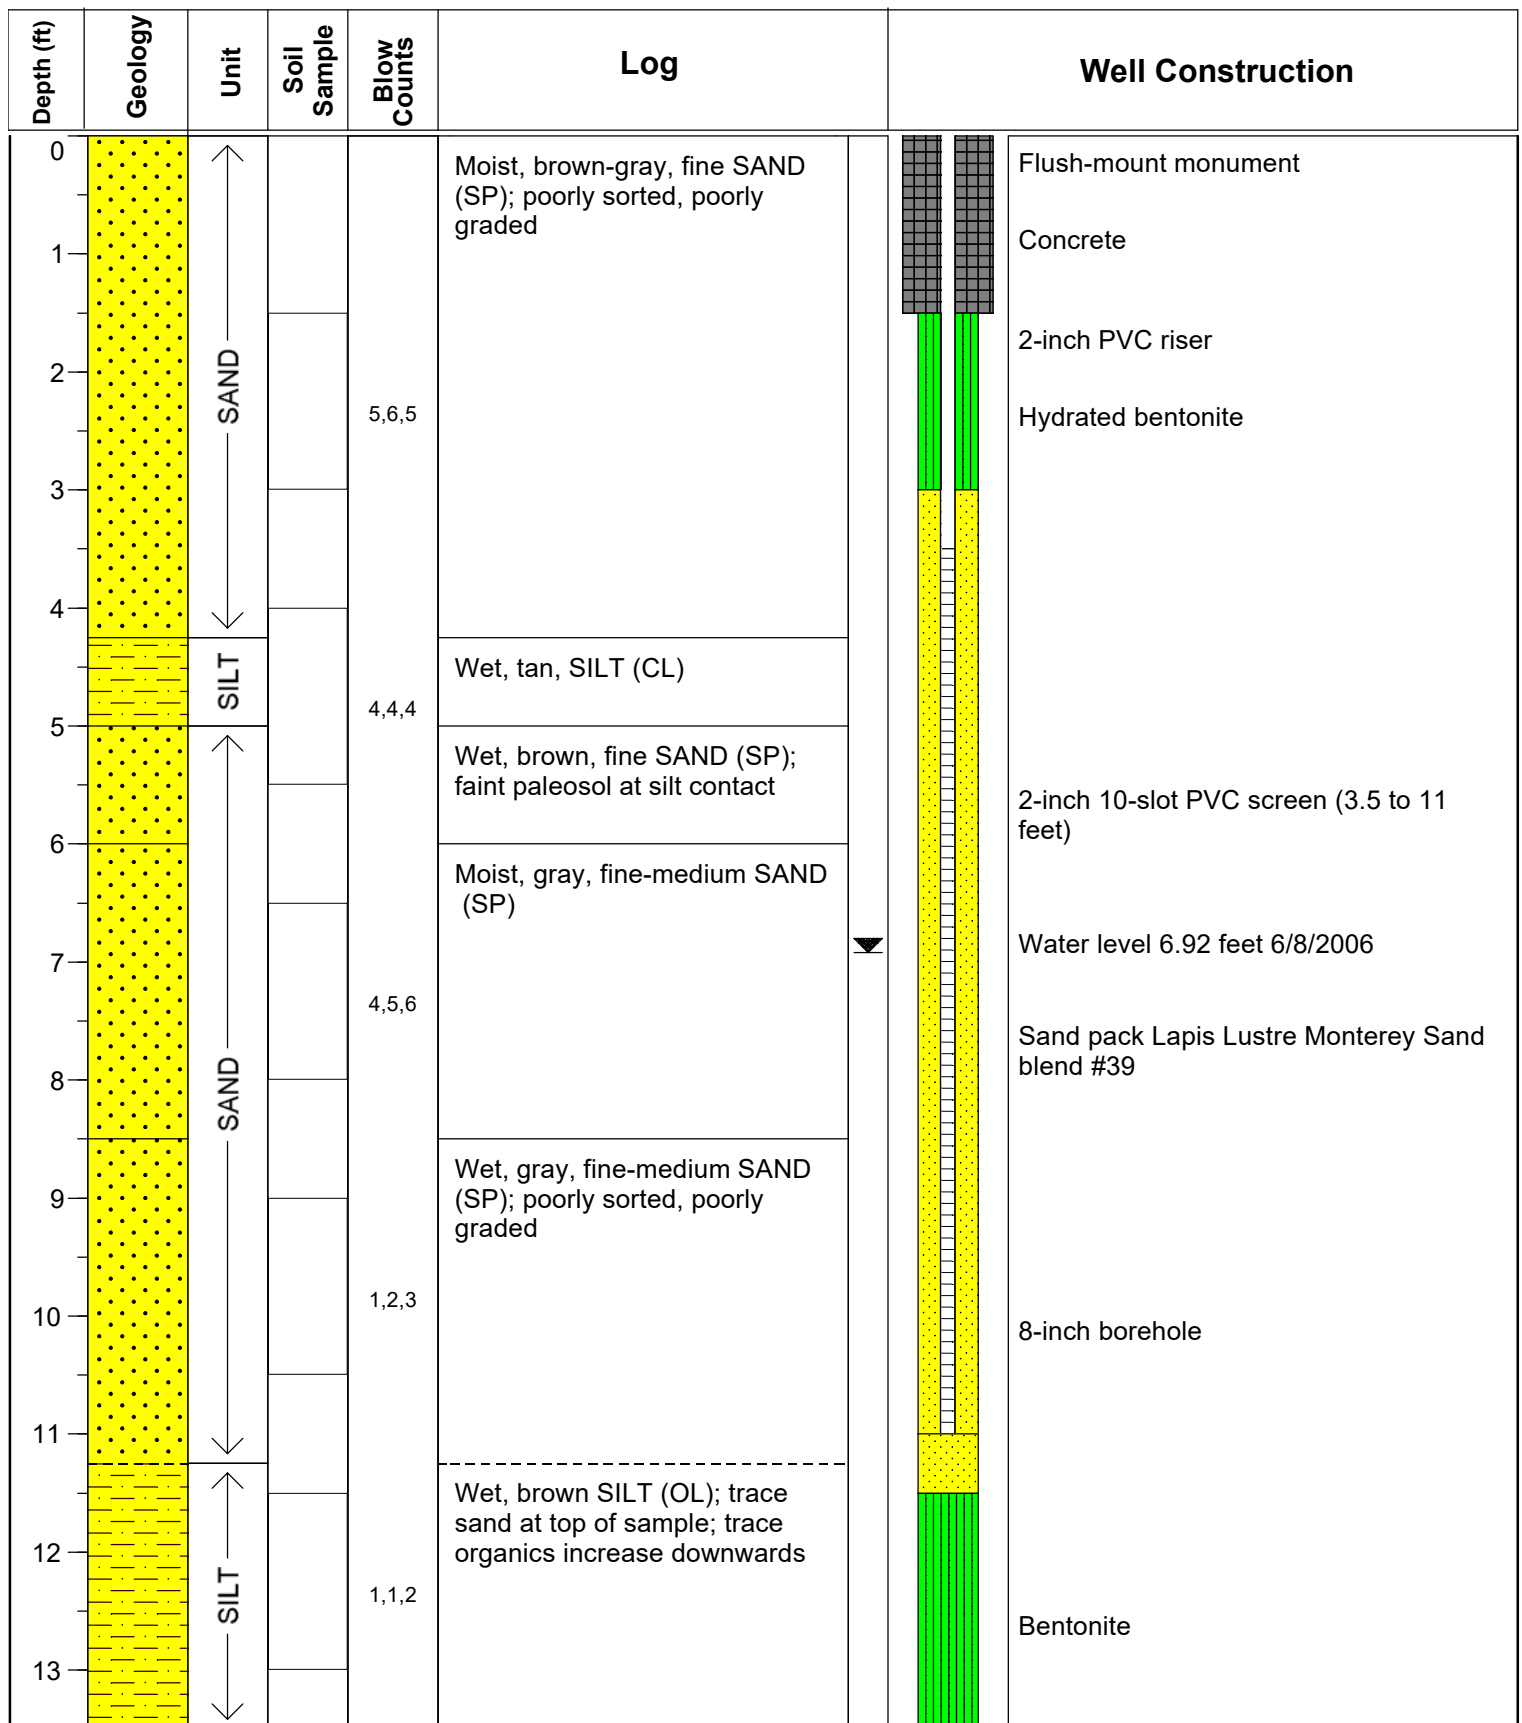 Depth (ft)
Geology
Unit
Soil
Sample
Blow
Counts
Log
Well Construction
0
1
2
3
4
5
6
7
8
9
10
11
12
13
SAND
SILT
SAND
SILT
5,6,5
4,4,4
4,5,6
1,2,3
1,1,2
Moist, brown-gray, fine SAND
(SP); poorly sorted, poorly
graded
Wet, tan, SILT (CL)
Wet, brown, fine SAND (SP);
faint paleosol at silt contact
Moist, gray, fine-medium SAND
(SP)
Wet, gray, fine-medium SAND
(SP); poorly sorted, poorly
graded
Wet, brown SILT (OL); trace
sand at top of sample; trace
organics increase downwards
Flush-mount monument
Concrete
2-inch PVC riser
Hydrated bentonite
2-inch 10-slot PVC screen (3.5 to 11
feet)
Water level 6.92 feet 6/8/2006
Sand pack Lapis Lustre Monterey Sand
blend #39
8-inch borehole
Bentonite